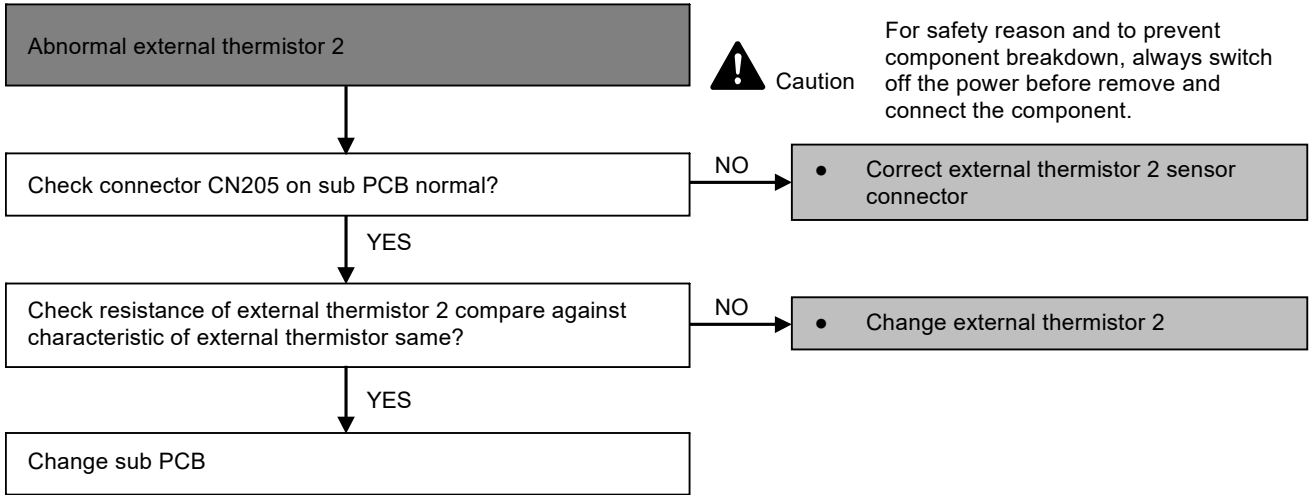 Abnormal external thermistor 2
Caution
For safety reason and to prevent
component breakdown, always switch
off the power before remove and
connect the component.
Check connector CN205 on sub PCB normal?
NO
● Correct external thermistor 2 sensor
connector
YES
Check resistance of external thermistor 2 compare against
characteristic of external thermistor same?
NO
● Change external thermistor 2
YES
Change sub PCB